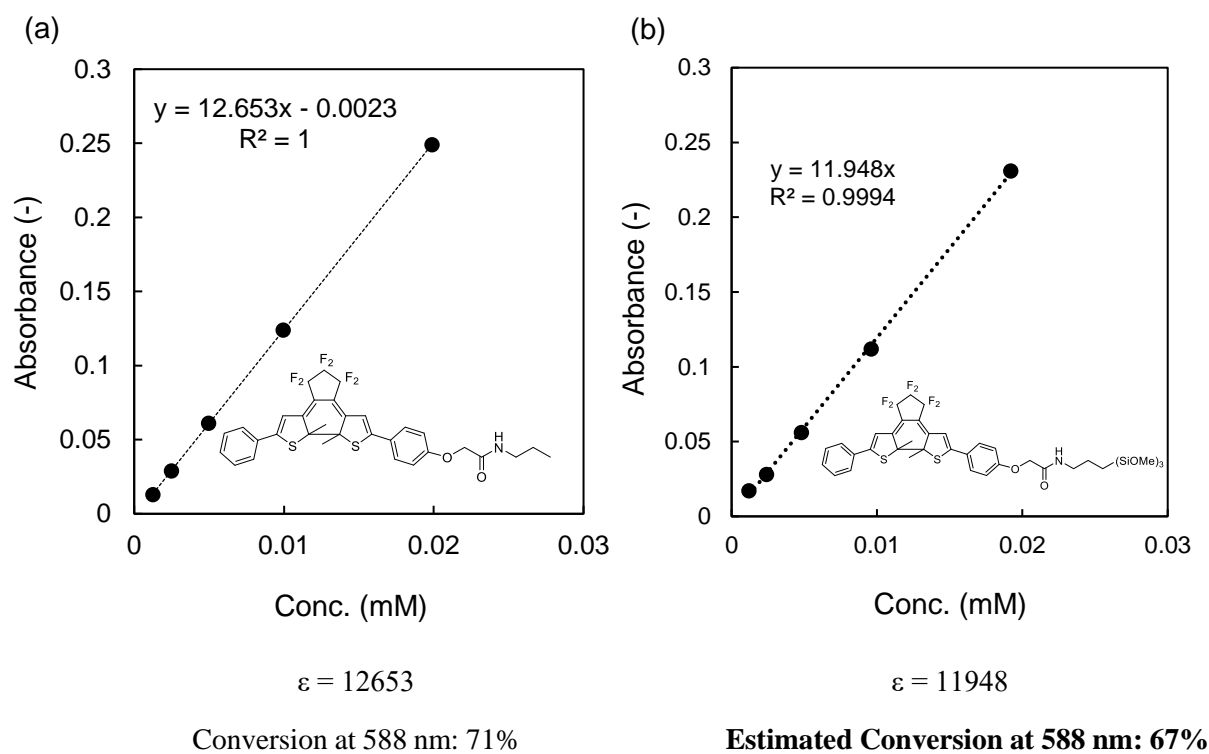 (a)
0.3
0.25
0.2
0.15
0.1
0.05
0
0
0.01
0.02
0.03
Absorbance (-)
Conc. (mM)
y = 12.653x - 0.0023
R² = 1
F₂
F₂ F₂
S S
O
O
H
N
ε = 12653
Conversion at 588 nm: 71%
(b)
0.3
0.25
0.2
0.15
0.1
0.05
0
0
0.01
0.02
0.03
Absorbance (-)
Conc. (mM)
y = 11.948x
R² = 0.9994
F₂
F₂ F₂
S S
O
O
H
N
(SiOMe)₃
ε = 11948
Estimated Conversion at 588 nm: 67%